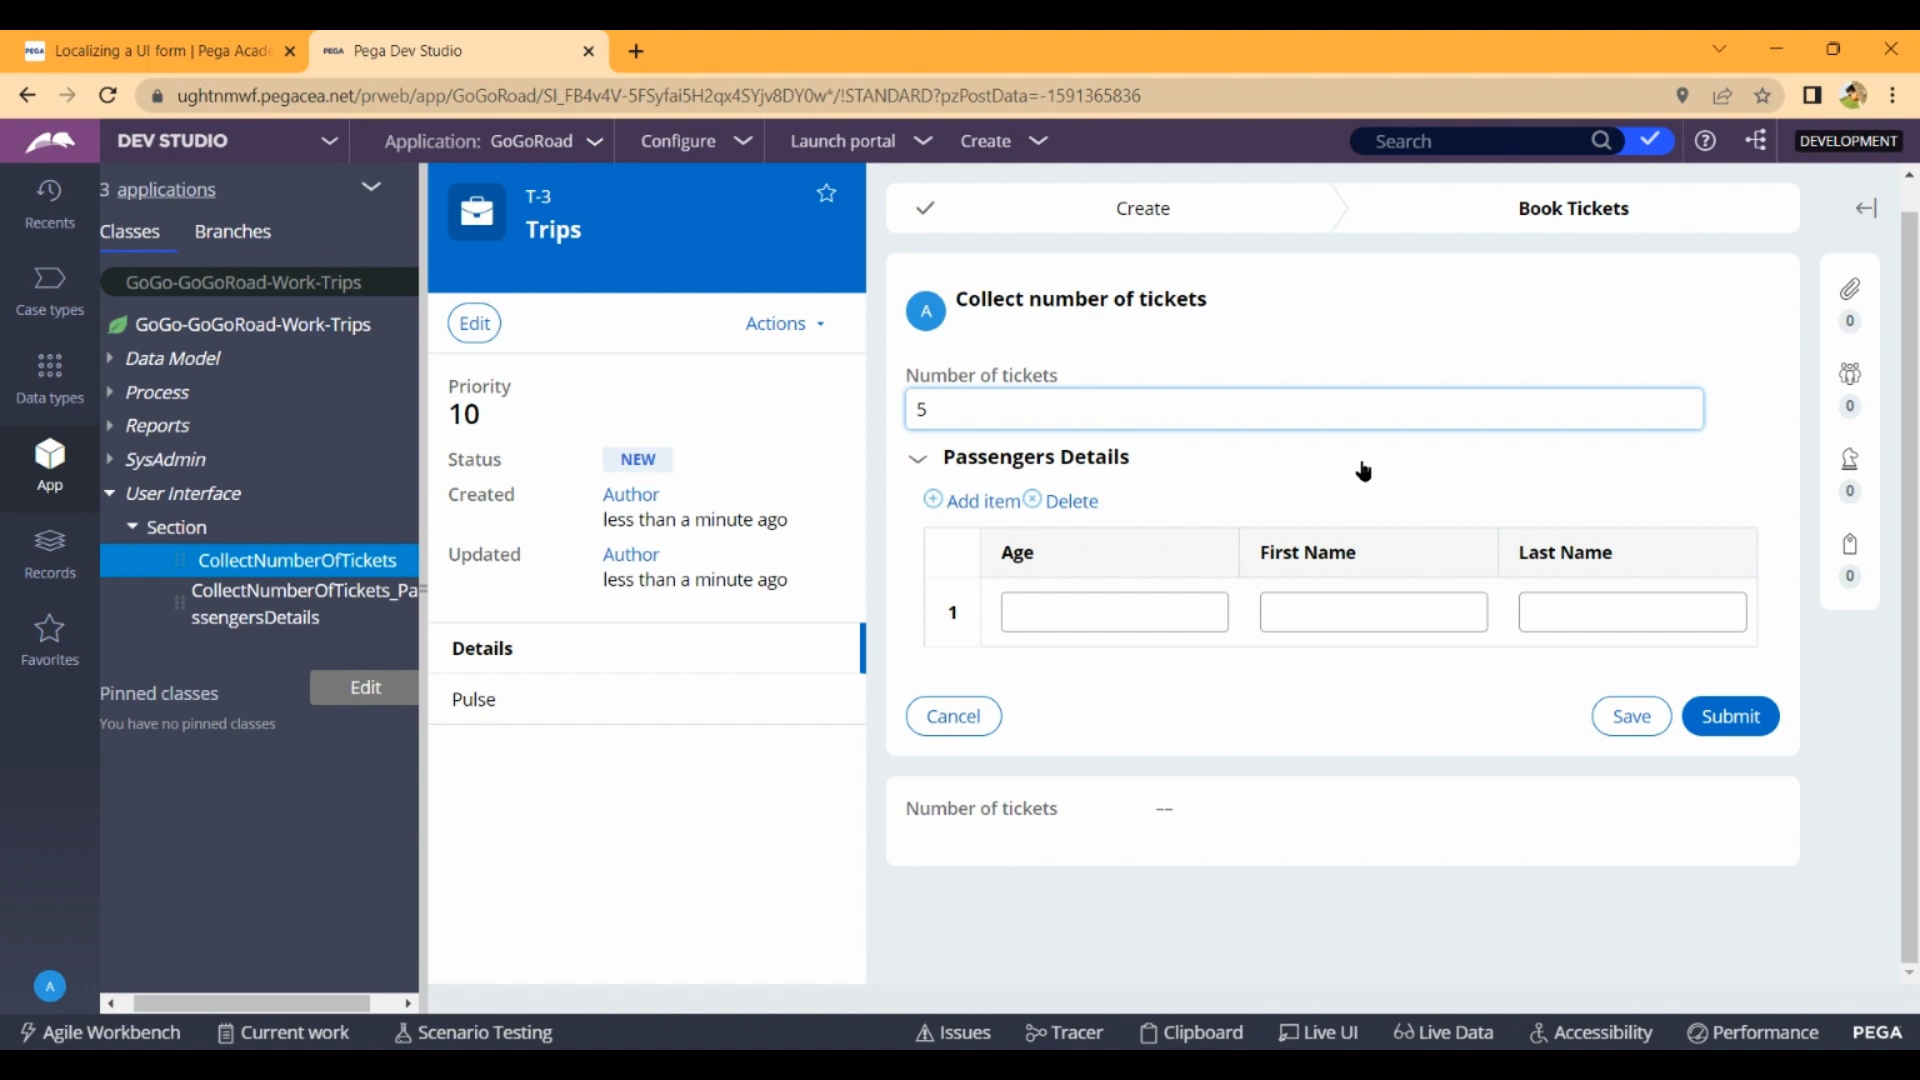 PEGA Localizing a UI form | Pega Acade
PEGA Pega Dev Studio
ughtnmwf.pegacea.net/prweb/app/GoGoRoad/SI_FB4v4V-5FSyfai5H2qx4SYjv8DY0w*/!STANDARD?pzPostData=-1591365836
DEV STUDIO
Application: GoGoRoad
Configure
Launch portal
Create
Search
DEVELOPMENT
Recents
Case types
Data types
App
Records
Favorites
A
3 applications
Classes
Branches
GoGo-GoGoRoad-Work-Trips
GoGo-GoGoRoad-Work-Trips
Data Model
Process
Reports
SysAdmin
User Interface
Section
CollectNumberOfTickets
CollectNumberOfTickets_Pa
ssengersDetails
Pinned classes
Edit
You have no pinned classes
T-3
Trips
Edit
Actions
Priority
10
Status NEW
Created Author
less than a minute ago
Updated Author
less than a minute ago
Details
Pulse
Create
Book Tickets
A Collect number of tickets
Number of tickets
5
Passengers Details
Add item Delete
Age First Name Last Name
1
Cancel
Save
Submit
Number of tickets --
0
0
0
0
Agile Workbench
Current work
Scenario Testing
Issues
Tracer
Clipboard
Live UI
Live Data
Accessibility
Performance
PEGA